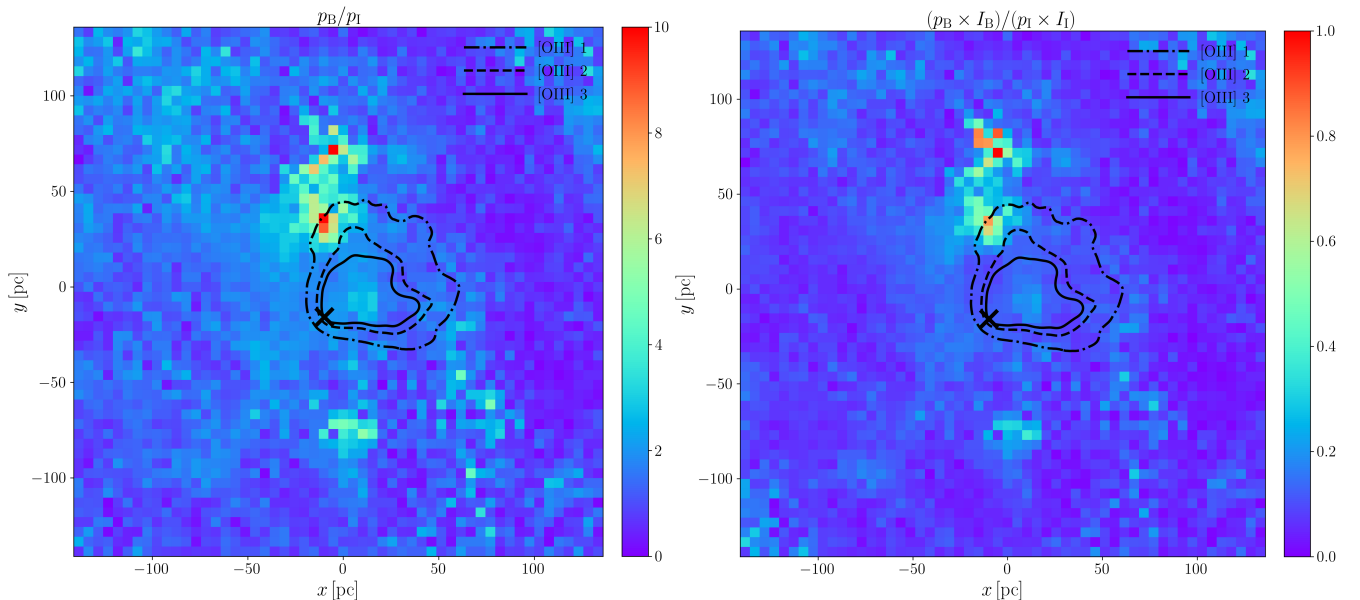 p_B/p_I
[OIII] 1
[OIII] 2
[OIII] 3
100
50
0
−50
−100
−100
−50
0
50
100
y [pc]
x [pc]
10
8
6
4
2
0
(p_B × I_B)/(p_I × I_I)
[OIII] 1
[OIII] 2
[OIII] 3
100
50
0
−50
−100
−100
−50
0
50
100
y [pc]
x [pc]
1.0
0.8
0.6
0.4
0.2
0.0